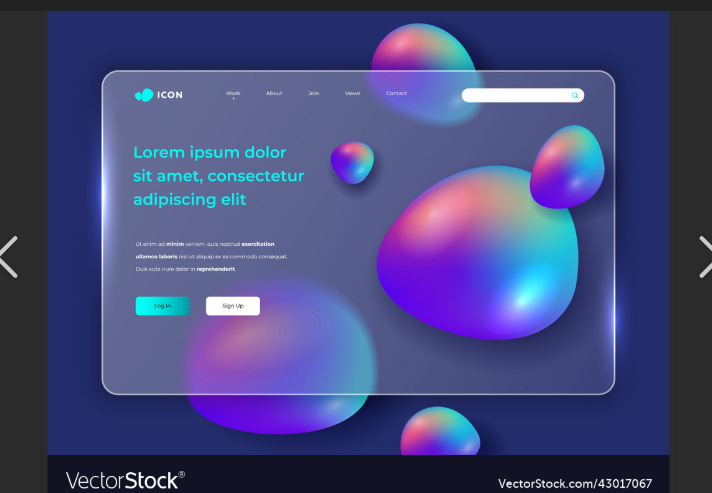 ICON
Work About Join Views Contact
Lorem ipsum dolor
sit amet, consectetur
adipiscing elit
Ut enim ad minim veniam, quis nostrud exercitation
ullamco laboris nisi ut aliquip ex ea commodo consequat.
Duis aute irure dolor in reprehenderit.
Log In Sign Up
VectorStock®
VectorStock.com/43017067